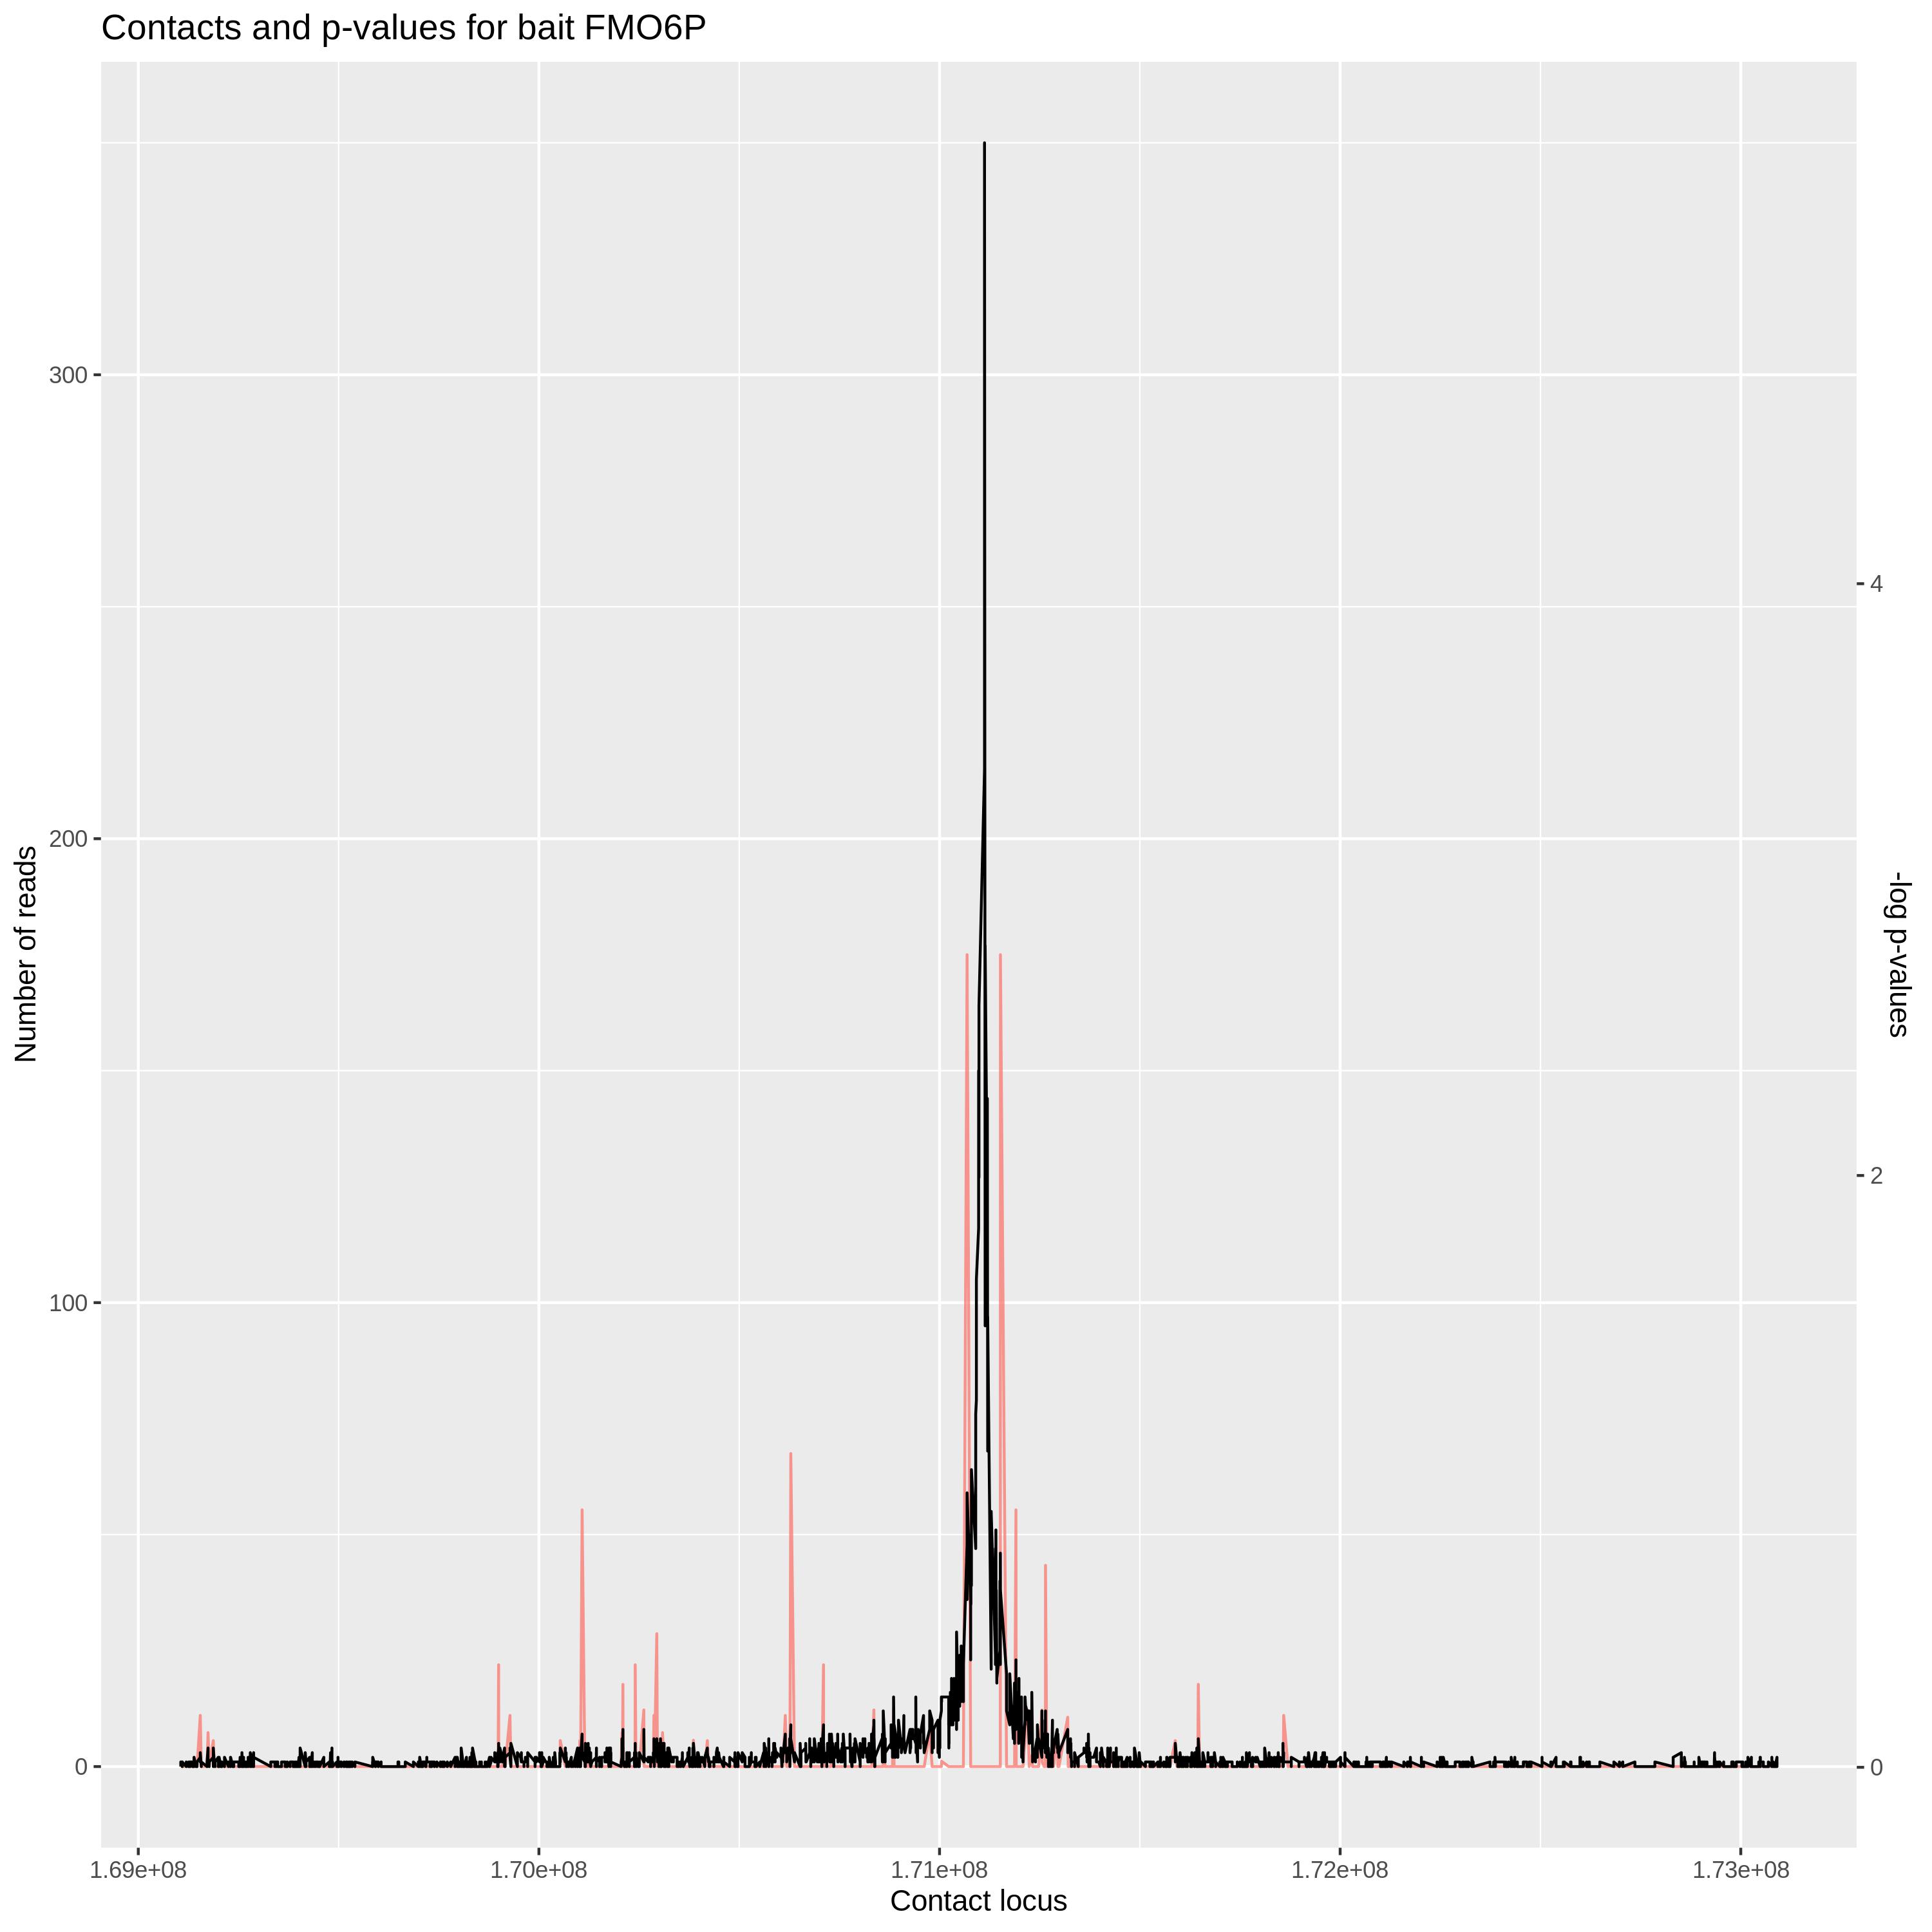 Contacts and p-values for bait FMO6P
300
200
100
0
Number of reads
4
2
0
-log p-values
1.69e+08
1.70e+08
1.71e+08
1.72e+08
1.73e+08
Contact locus